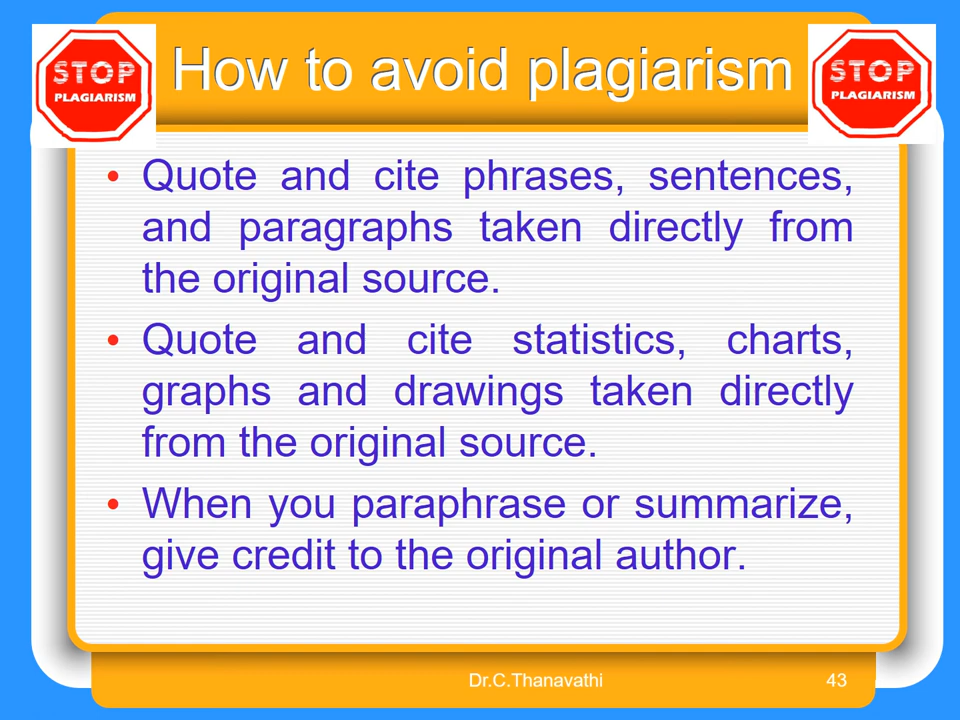 STOP
PLAGIARISM
How to avoid plagiarism
STOP
PLAGIARISM
• Quote and cite phrases, sentences,
and paragraphs taken directly from
the original source.
• Quote and cite statistics, charts,
graphs and drawings taken directly
from the original source.
• When you paraphrase or summarize,
give credit to the original author.
Dr.C.Thanavathi
43